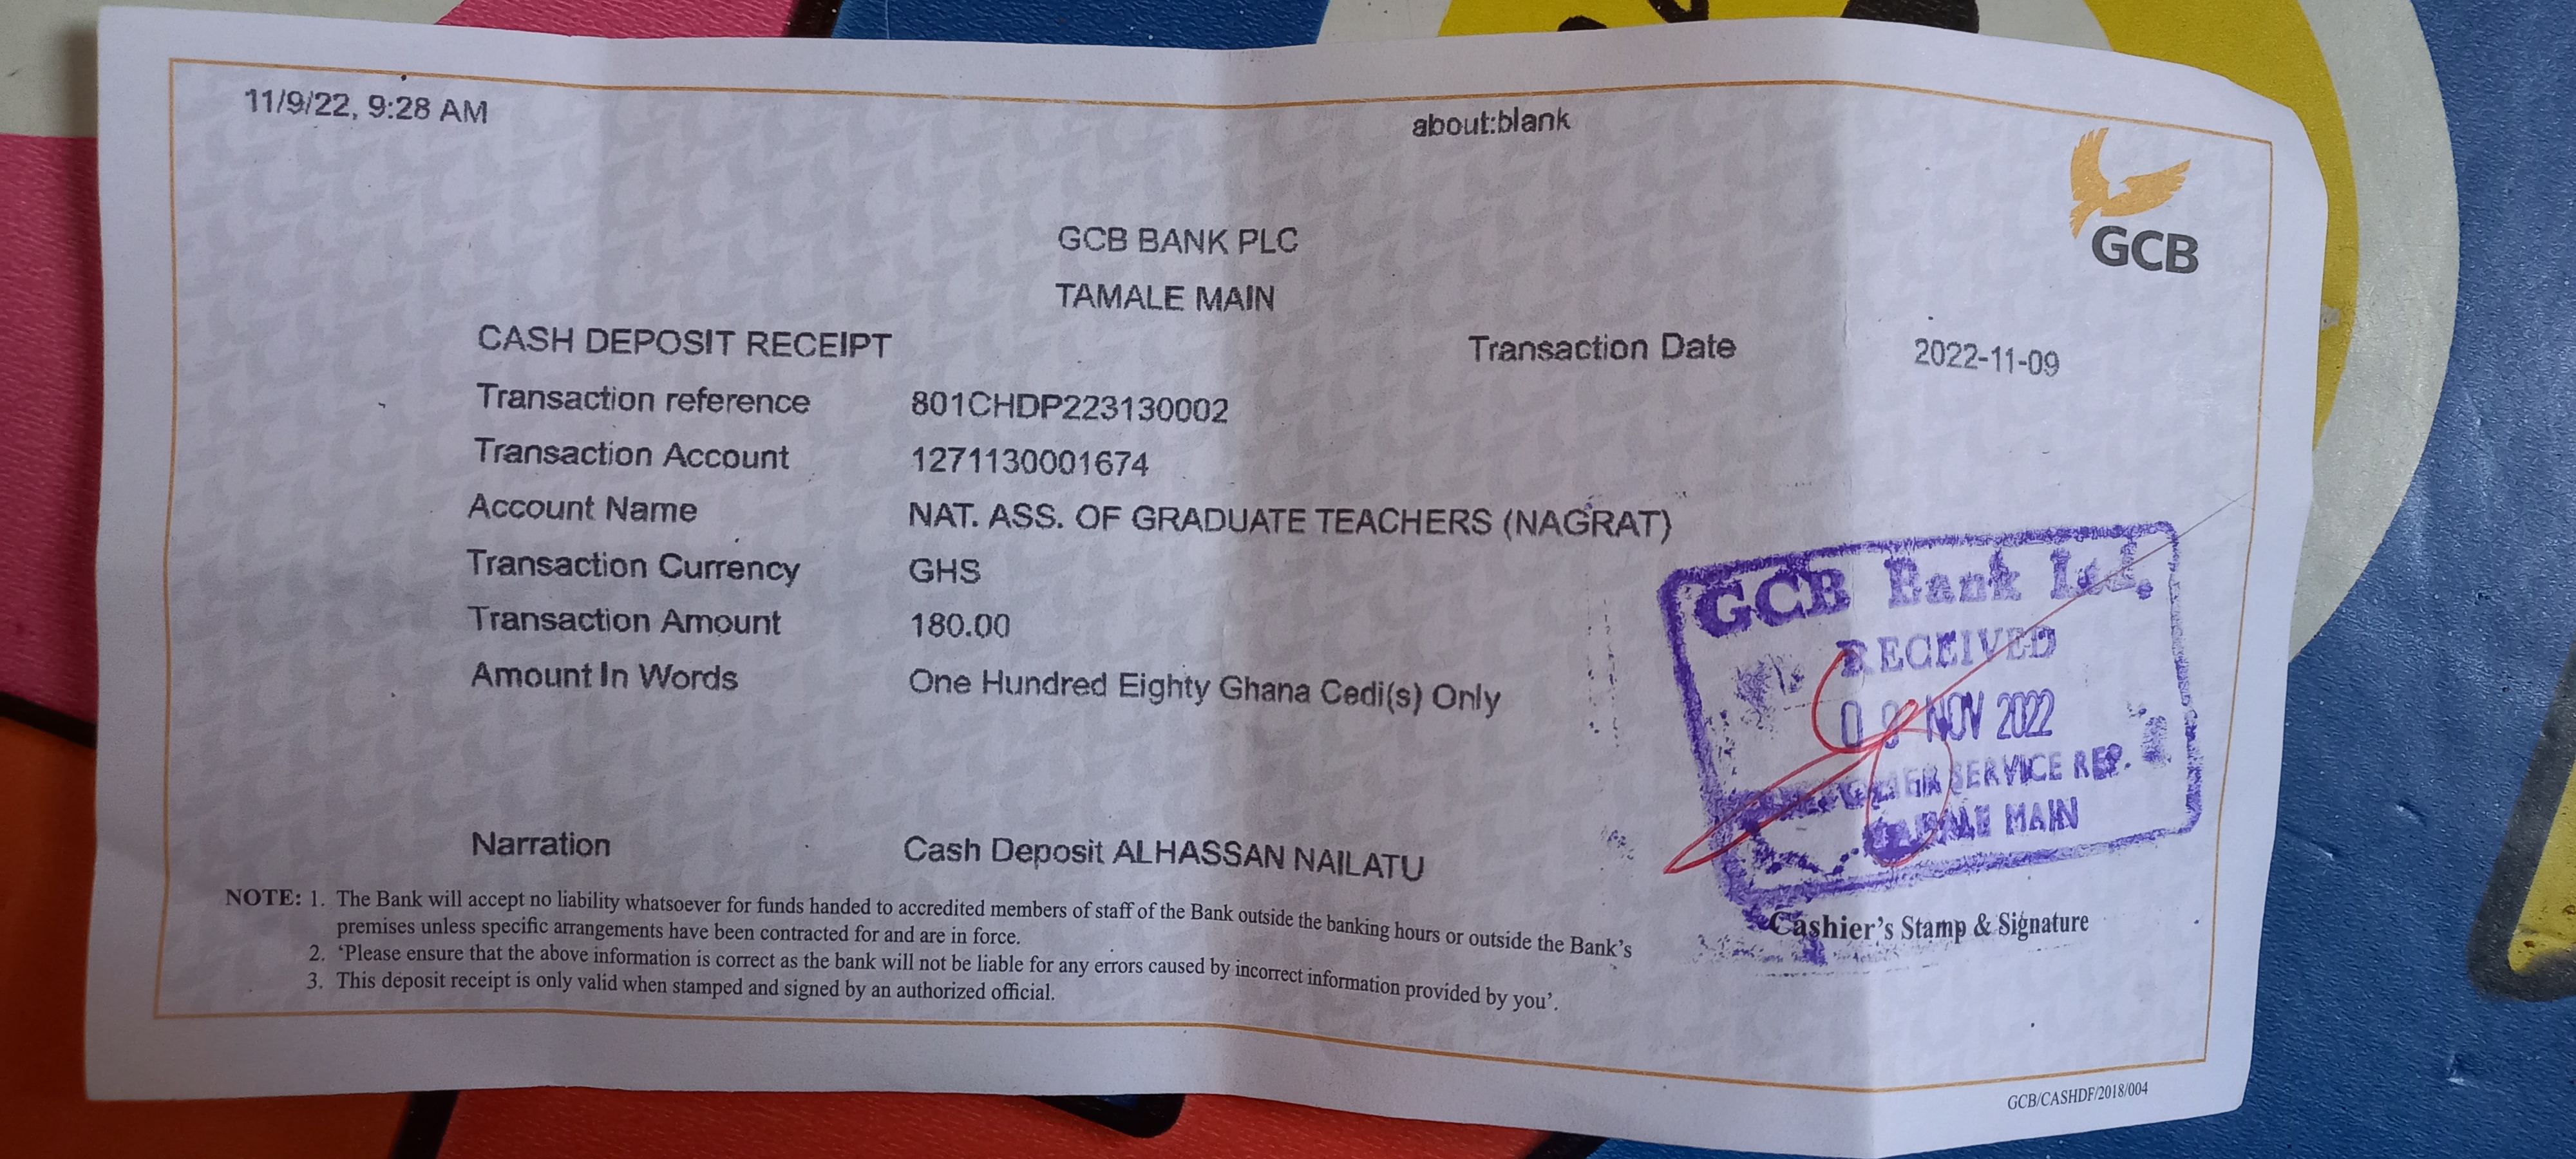 11/9/22, 9:28 AM
about:blank
GCB
GCB BANK PLC
TAMALE MAIN
CASH DEPOSIT RECEIPT
Transaction Date 2022-11-09
Transaction reference 801CHDP223130002
Transaction Account 1271130001674
Account Name NAT. ASS. OF GRADUATE TEACHERS (NAGRAT)
Transaction Currency GHS
Transaction Amount 180.00
Amount In Words One Hundred Eighty Ghana Cedi(s) Only
GCB Bank Ltd.
RECEIVED
09 NOV 2022
SERVICE REP.
TAMALE MAIN
Narration Cash Deposit ALHASSAN NAILATU
Cashier's Stamp & Signature
NOTE: 1. The Bank will accept no liability whatsoever for funds handed to accredited members of staff of the Bank outside the banking hours or outside the Bank's
premises unless specific arrangements have been contracted for and are in force.
2. ‘Please ensure that the above information is correct as the bank will not be liable for any errors caused by incorrect information provided by you’.
3. This deposit receipt is only valid when stamped and signed by an authorized official.
GCB/CASHDF/2018/004